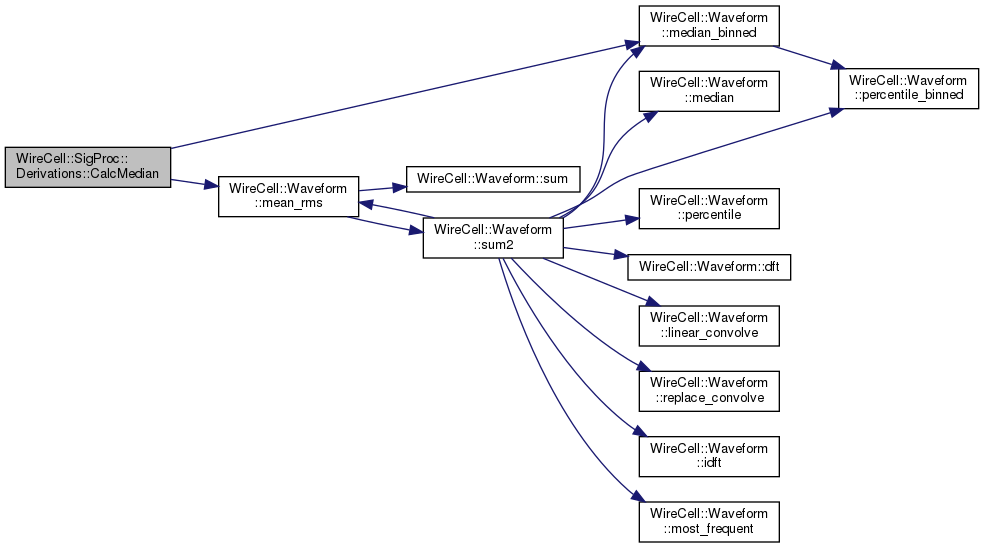 WireCell::SigProc::
Derivations::CalcMedian
WireCell::Waveform
::mean_rms
WireCell::Waveform::sum
WireCell::Waveform
::sum2
WireCell::Waveform
::median_binned
WireCell::Waveform
::median
WireCell::Waveform
::percentile_binned
WireCell::Waveform
::percentile
WireCell::Waveform::dft
WireCell::Waveform
::linear_convolve
WireCell::Waveform
::replace_convolve
WireCell::Waveform
::idft
WireCell::Waveform
::most_frequent